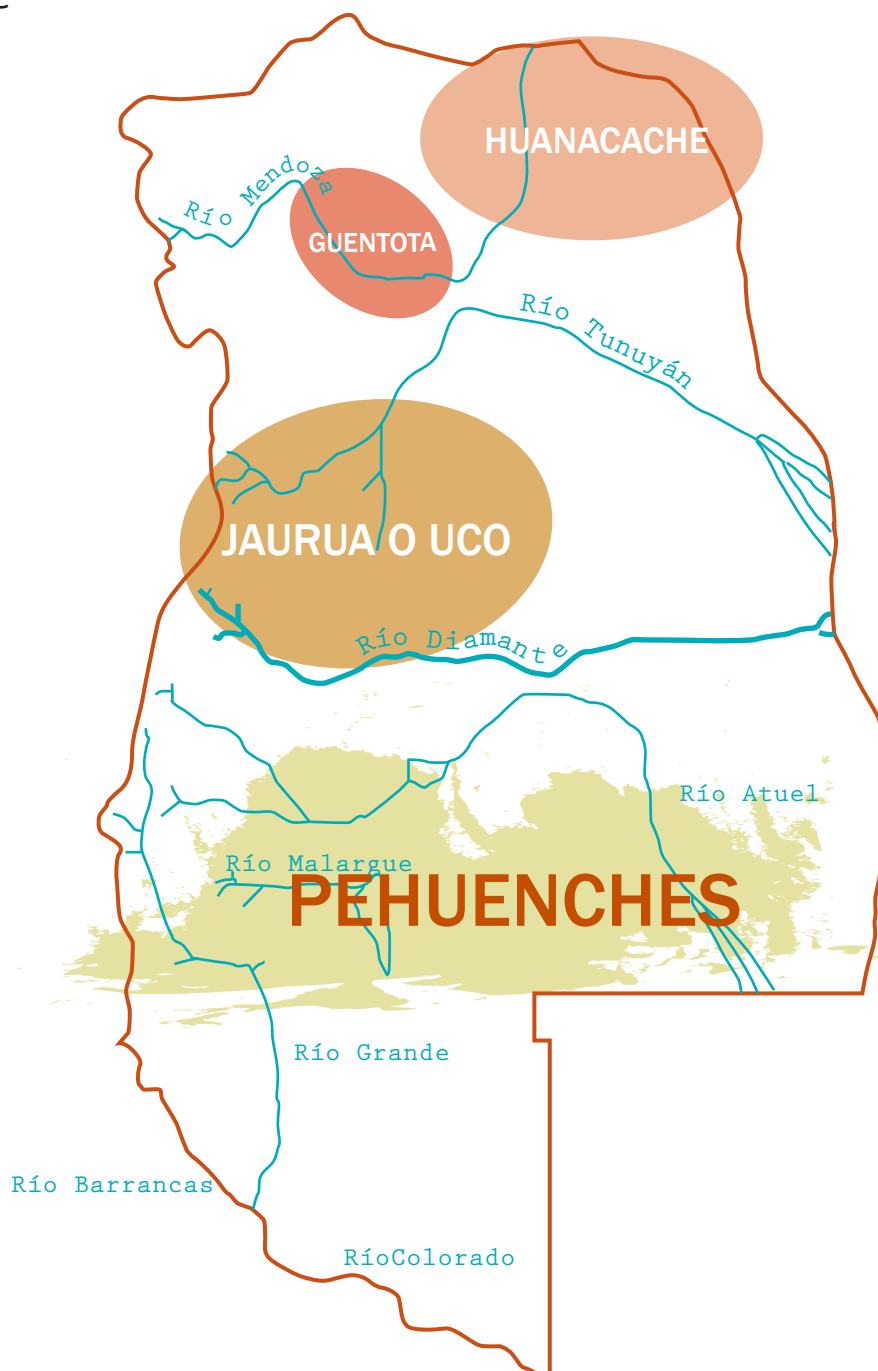 HUANACACHE
Río Mendoza
GUENTOTA
Río Tunuyán
JAURUA O UCO
Río Diamante
Río Atuel
Río Malargue
PEHUENCHES
Río Grande
Río Barrancas
RíoColorado